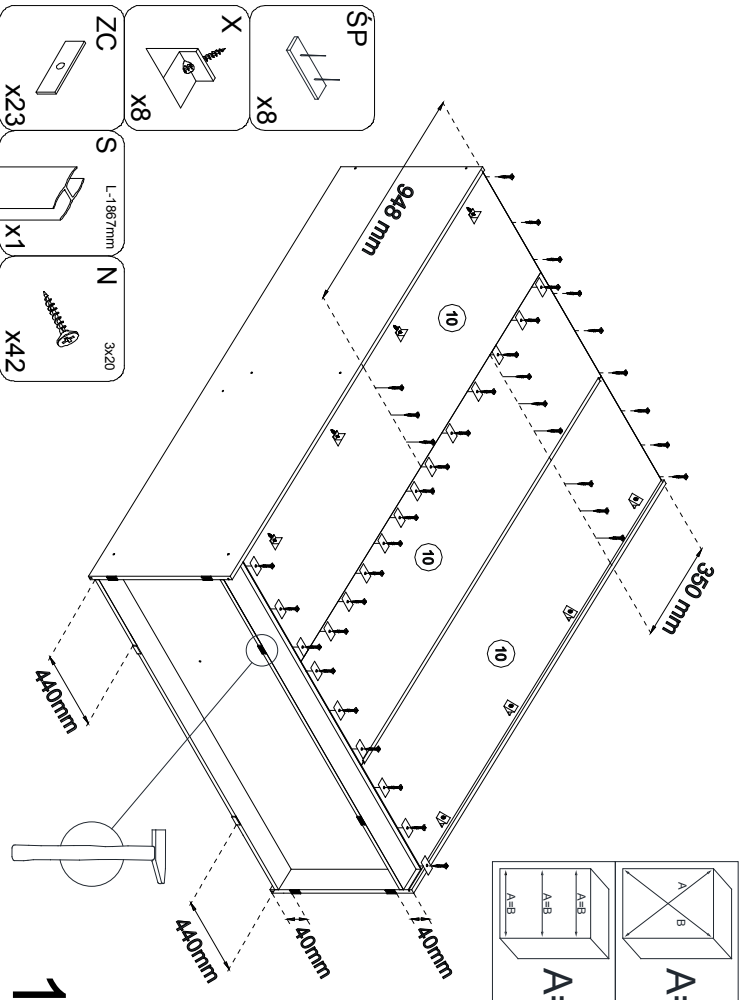 ŚP
x8
X
x8
ZC
x23
S
L-1867mm
x1
N
3x20
x42
948 mm
350 mm
10
10
10
440mm
440mm
40mm
40mm
A
B
A=
A=B
A=B
A=B
A=
1